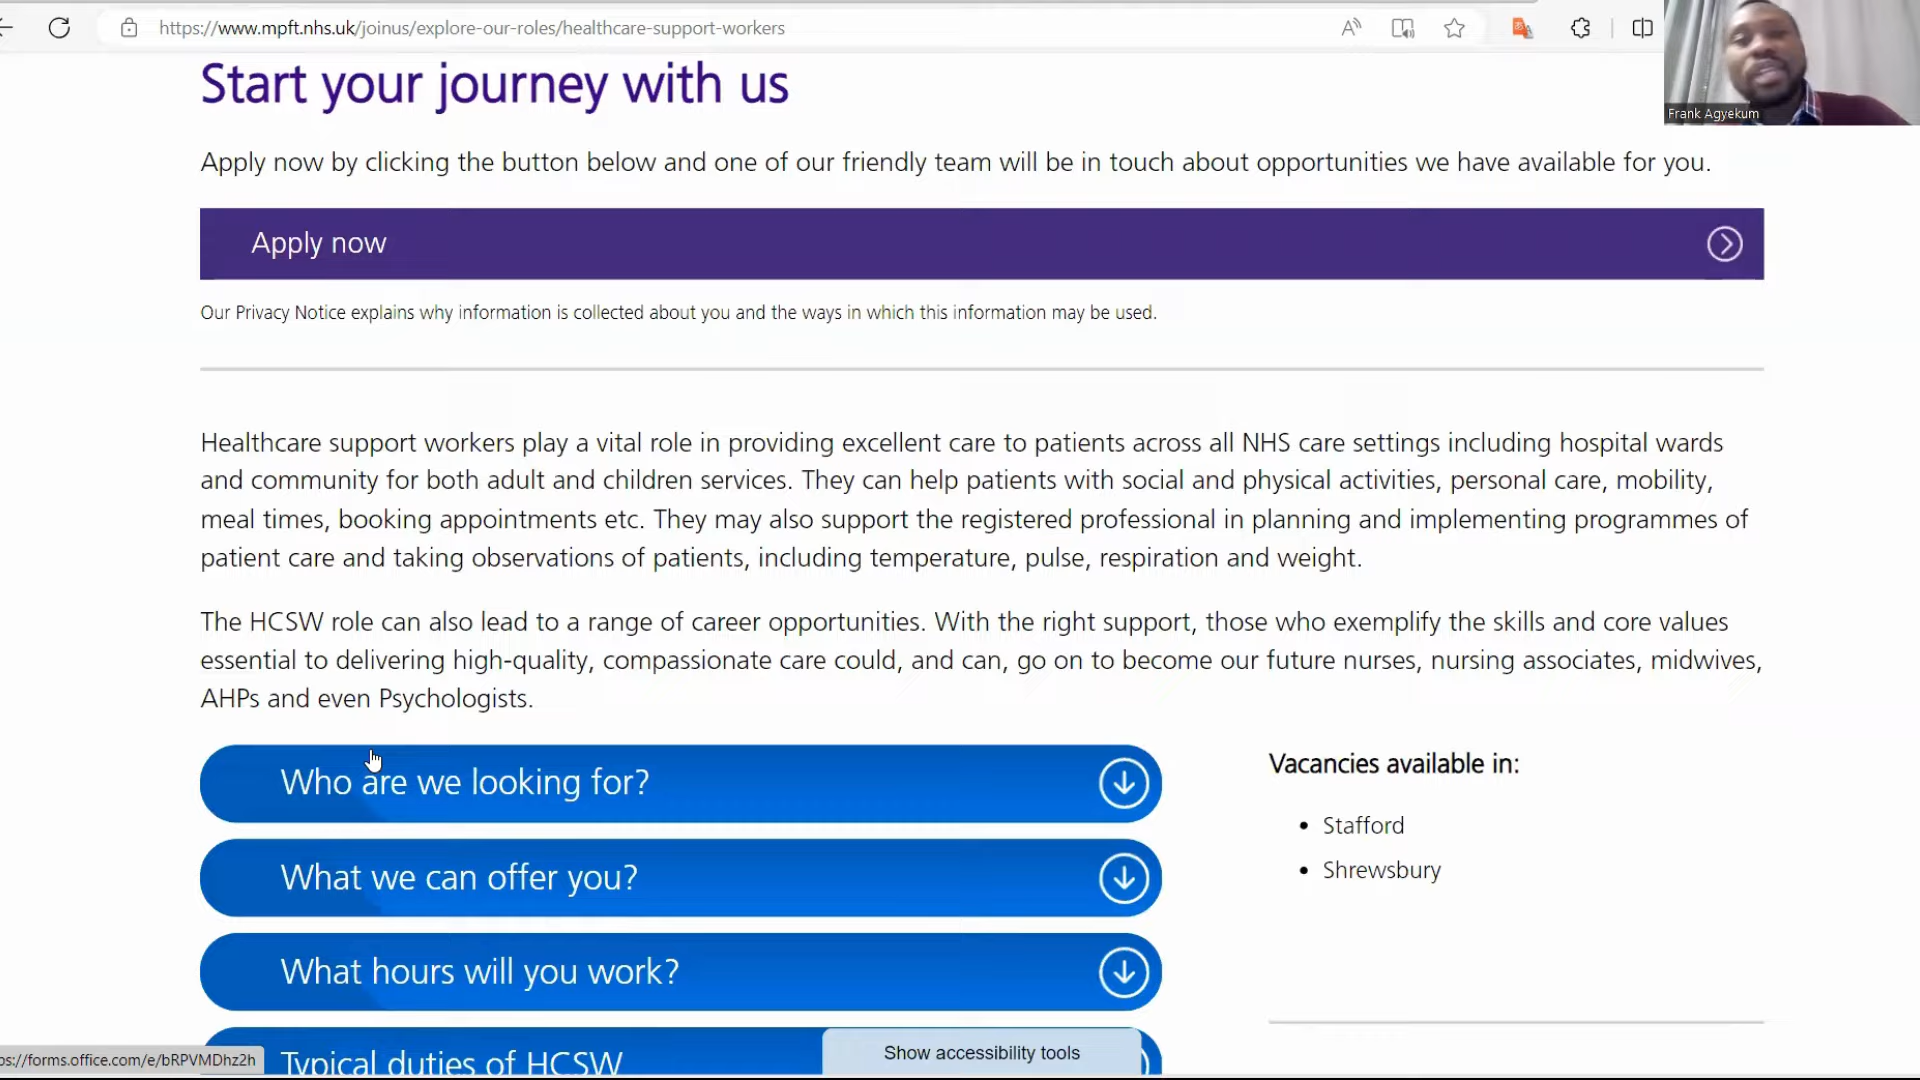 https://www.mpft.nhs.uk/joinus/explore-our-roles/healthcare-support-workers
Frank Agyekum
Start your journey with us
Apply now by clicking the button below and one of our friendly team will be in touch about opportunities we have available for you.
Apply now
Our Privacy Notice explains why information is collected about you and the ways in which this information may be used.
Healthcare support workers play a vital role in providing excellent care to patients across all NHS care settings including hospital wards
and community for both adult and children services. They can help patients with social and physical activities, personal care, mobility,
meal times, booking appointments etc. They may also support the registered professional in planning and implementing programmes of
patient care and taking observations of patients, including temperature, pulse, respiration and weight.
The HCSW role can also lead to a range of career opportunities. With the right support, those who exemplify the skills and core values
essential to delivering high-quality, compassionate care could, and can, go on to become our future nurses, nursing associates, midwives,
AHPs and even Psychologists.
Who are we looking for?
What we can offer you?
What hours will you work?
Typical duties of HCSW
Vacancies available in:
• Stafford
• Shrewsbury
Show accessibility tools
ps://forms.office.com/e/bRPVMDhz2h